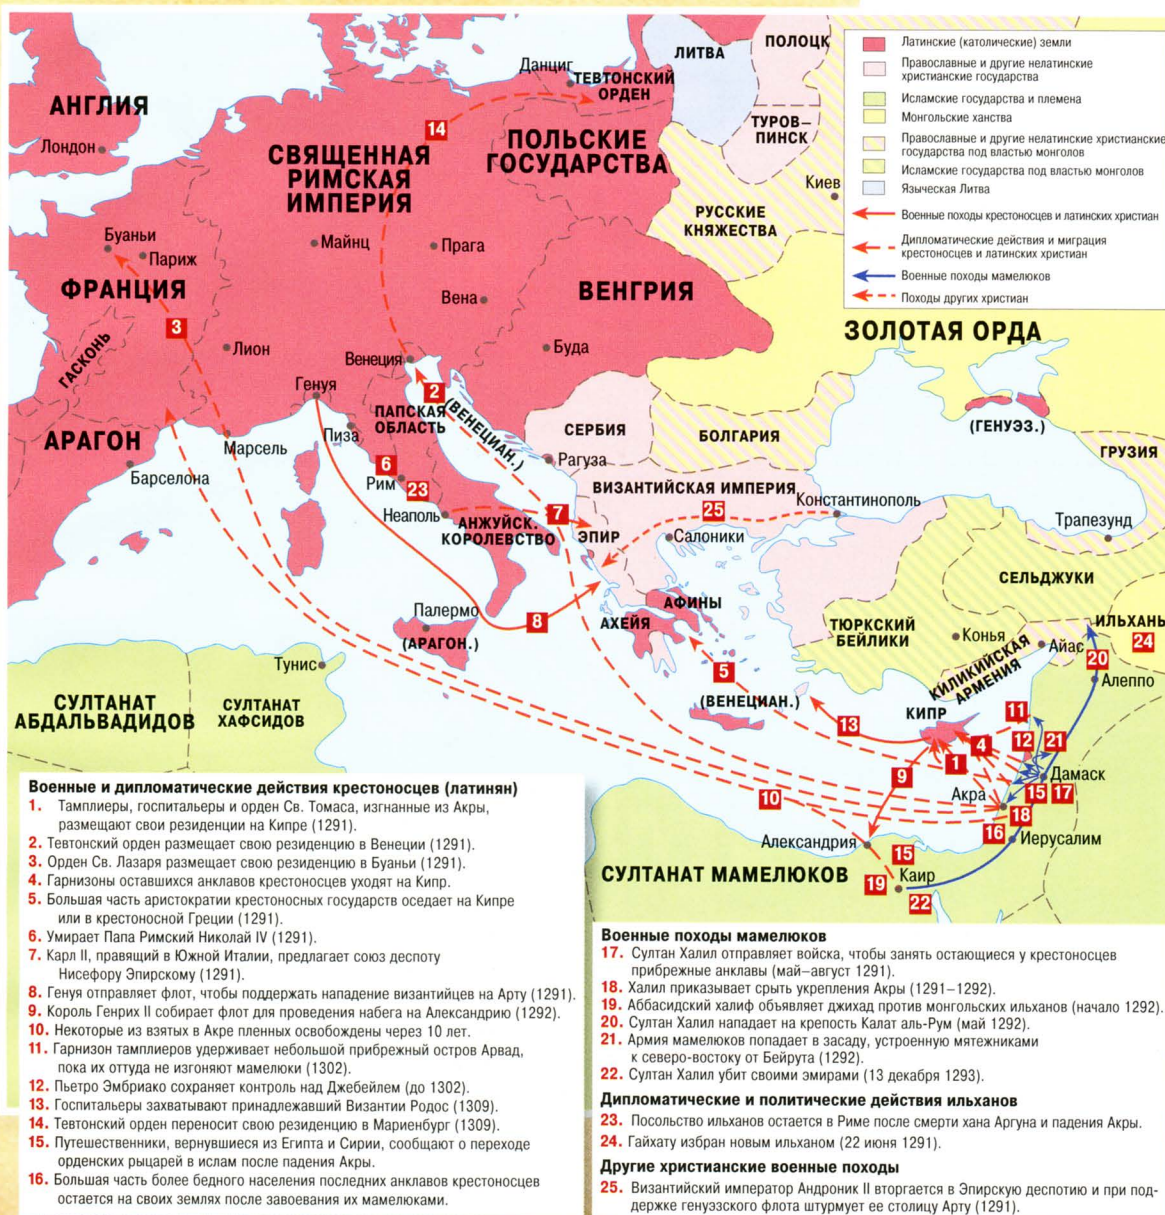 АНГЛИЯ
Лондон
Буаньи
Париж
ФРАНЦИЯ
3
ГАСКОНЬ
Лион
АРАГОН
Барселона
Марсель
СВЯЩЕННАЯ
РИМСКАЯ
ИМПЕРИЯ
14
Майнц
Прага
Вена
Данциг
ТЕВТОНСКИЙ
ОРДЕН
ПОЛЬСКИЕ
ГОСУДАРСТВА
ЛИТВА
ПОЛОЦК
ТУРОВ–
ПИНСК
Киев
РУССКИЕ
КНЯЖЕСТВА
ВЕНГРИЯ
Буда
ЗОЛОТАЯ ОРДА
Латинские (католические) земли
Православные и другие нелатинские
христианские государства
Исламские государства и племена
Монгольские ханства
Православные и другие нелатинские христианские
государства под властью монголов
Исламские государства под властью монголов
Языческая Литва
Военные походы крестоносцев и латинских христиан
Дипломатические действия и миграция
крестоносцев и латинских христиан
Военные походы мамелюков
Походы других христиан
Венеция
Генуя
2
(ВЕНЕЦИАН.)
ПАПСКАЯ
ОБЛАСТЬ
Пиза
6
Рим
23
Неаполь
АНЖУЙСК.
КОРОЛЕВСТВО
7
СЕРБИЯ
Рагуза
БОЛГАРИЯ
(ГЕНУЭЗ.)
ГРУЗИЯ
ВИЗАНТИЙСКАЯ ИМПЕРИЯ
25
Константинополь
ЭПИР
Салоники
Трапезунд
СЕЛЬДЖУКИ
Палермо
(АРАГОН.)
8
АФИНЫ
АХЕЙЯ
ТЮРКСКИЙ
БЕЙЛИКИ
Конья
Айас
ИЛЬХАНЫ
24
20
Алеппо
КИЛИКИЙСКАЯ
АРМЕНИЯ
Тунис
СУЛТАНАТ
АБДАЛЬВАДИДОВ
СУЛТАНАТ
ХАФСИДОВ
5
(ВЕНЕЦИАН.)
13
КИПР
11
4
12
21
1
9
Дамаск
Акра
15
17
10
18
16
Александрия
Иерусалим
15
СУЛТАНАТ МАМЕЛЮКОВ
19
Каир
22
Военные и дипломатические действия крестоносцев (латинян)
1. Тамплиеры, госпитальеры и орден Св. Томаса, изгнанные из Акры,
размещают свои резиденции на Кипре (1291).
2. Тевтонский орден размещает свою резиденцию в Венеции (1291).
3. Орден Св. Лазаря размещает свою резиденцию в Буаньи (1291).
4. Гарнизоны оставшихся анклавов крестоносцев уходят на Кипр.
5. Большая часть аристократии крестоносных государств оседает на Кипре
или в крестоносной Греции (1291).
6. Умирает Папа Римский Николай IV (1291).
7. Карл II, правящий в Южной Италии, предлагает союз деспоту
Нисефору Эпирскому (1291).
8. Генуя отправляет флот, чтобы поддержать нападение византийцев на Арту (1291).
9. Король Генрих II собирает флот для проведения набега на Александрию (1292).
10. Некоторые из взятых в Акре пленных освобождены через 10 лет.
11. Гарнизон тамплиеров удерживает небольшой прибрежный остров Арвад,
пока их оттуда не изгоняют мамелюки (1302).
12. Пьетро Эмбриако сохраняет контроль над Джебейлем (до 1302).
13. Госпитальеры захватывают принадлежавший Византии Родос (1309).
14. Тевтонский орден переносит свою резиденцию в Мариенбург (1309).
15. Путешественники, вернувшиеся из Египта и Сирии, сообщают о переходе
орденских рыцарей в ислам после падения Акры.
16. Большая часть более бедного населения последних анклавов крестоносцев
остается на своих землях после завоевания их мамелюками.
Военные походы мамелюков
17. Султан Халил отправляет войска, чтобы занять остающиеся у крестоносцев
прибрежные анклавы (май–август 1291).
18. Халил приказывает срыть укрепления Акры (1291–1292).
19. Аббасидский халиф объявляет джихад против монгольских ильханов (начало 1292).
20. Султан Халил нападает на крепость Калат аль-Рум (май 1292).
21. Армия мамелюков попадает в засаду, устроенную мятежниками
к северо-востоку от Бейрута (1292).
22. Султан Халил убит своими эмирами (13 декабря 1293).
Дипломатические и политические действия ильханов
23. Посольство ильханов остается в Риме после смерти хана Аргуна и падения Акры.
24. Гайхату избран новым ильханом (22 июня 1291).
Другие христианские военные походы
25. Византийский император Андроник II вторгается в Эпирскую деспотию и при под-
держке генуэзского флота штурмует ее столицу Арту (1291).